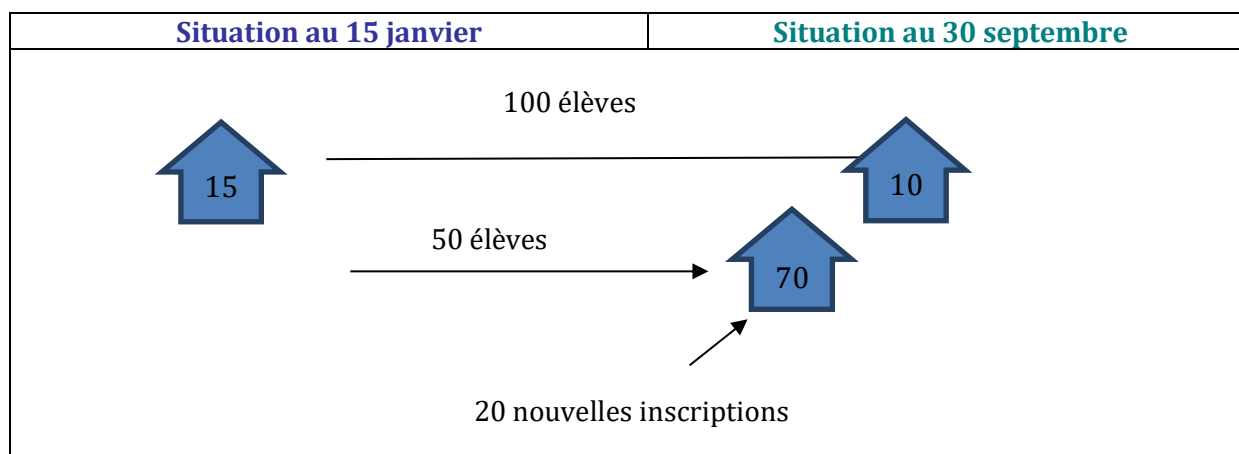 Situation au 15 janvier
Situation au 30 septembre
100 élèves
15
10
50 élèves
70
20 nouvelles inscriptions